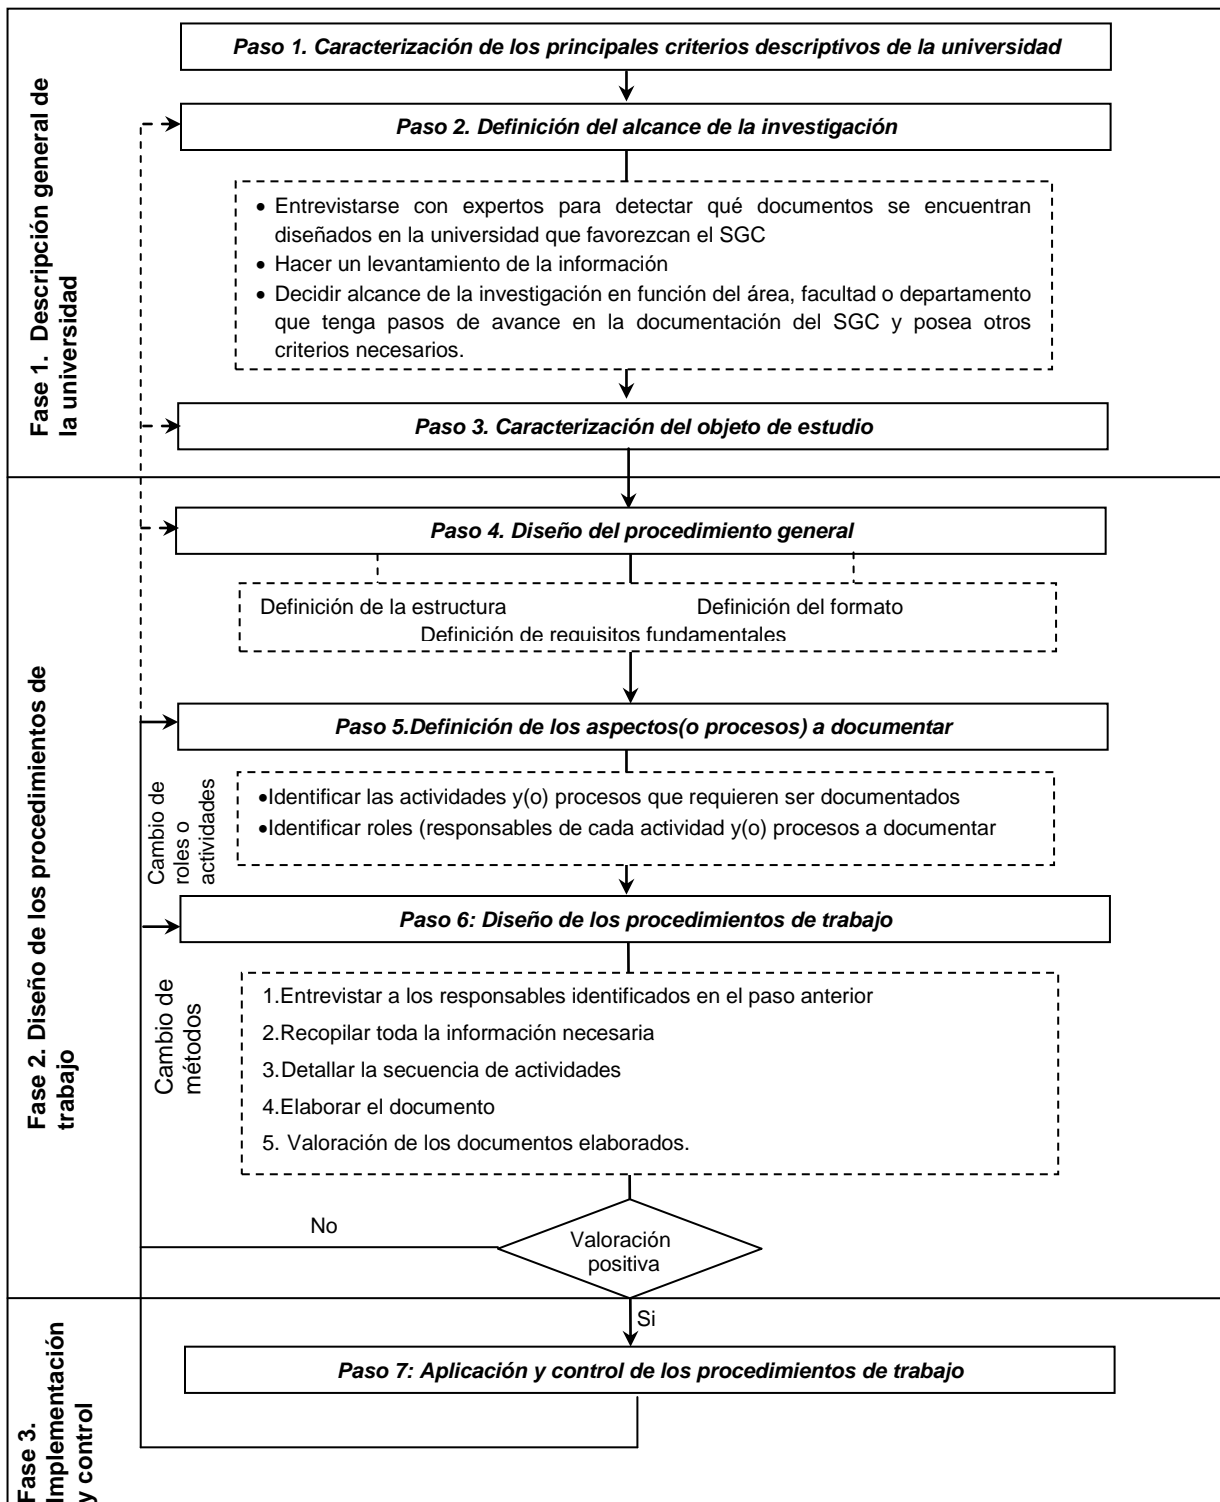 Fase 1. Descripción general de
la universidad
Paso 1. Caracterización de los principales criterios descriptivos de la universidad
Paso 2. Definición del alcance de la investigación
• Entrevistarse con expertos para detectar qué documentos se encuentran
diseñados en la universidad que favorezcan el SGC
• Hacer un levantamiento de la información
• Decidir alcance de la investigación en función del área, facultad o departamento
que tenga pasos de avance en la documentación del SGC y posea otros
criterios necesarios.
Paso 3. Caracterización del objeto de estudio
Fase 2. Diseño de los procedimientos de
trabajo
Paso 4. Diseño del procedimiento general
Definición de la estructura
Definición del formato
Definición de requisitos fundamentales
Paso 5.Definición de los aspectos(o procesos) a documentar
Cambio de
roles o
actividades
•Identificar las actividades y(o) procesos que requieren ser documentados
•Identificar roles (responsables de cada actividad y(o) procesos a documentar
Paso 6: Diseño de los procedimientos de trabajo
Cambio de
métodos
1.Entrevistar a los responsables identificados en el paso anterior
2.Recopilar toda la información necesaria
3.Detallar la secuencia de actividades
4.Elaborar el documento
5. Valoración de los documentos elaborados.
No
Valoración
positiva
Si
Fase 3.
Implementación
y control
Paso 7: Aplicación y control de los procedimientos de trabajo